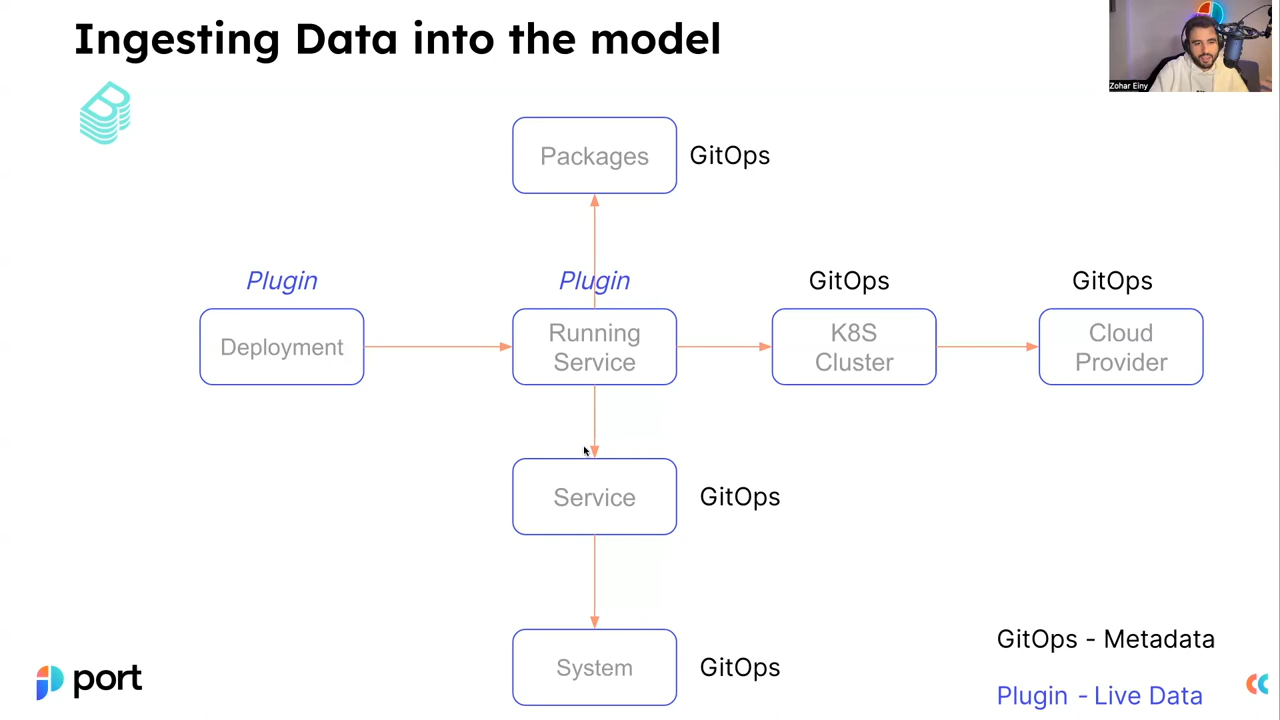 Ingesting Data into the model
Zohar Einy
Packages
GitOps
Plugin
Plugin
GitOps
GitOps
Deployment
Running
Service
K8S
Cluster
Cloud
Provider
Service
GitOps
System
GitOps
GitOps - Metadata
Plugin - Live Data
port